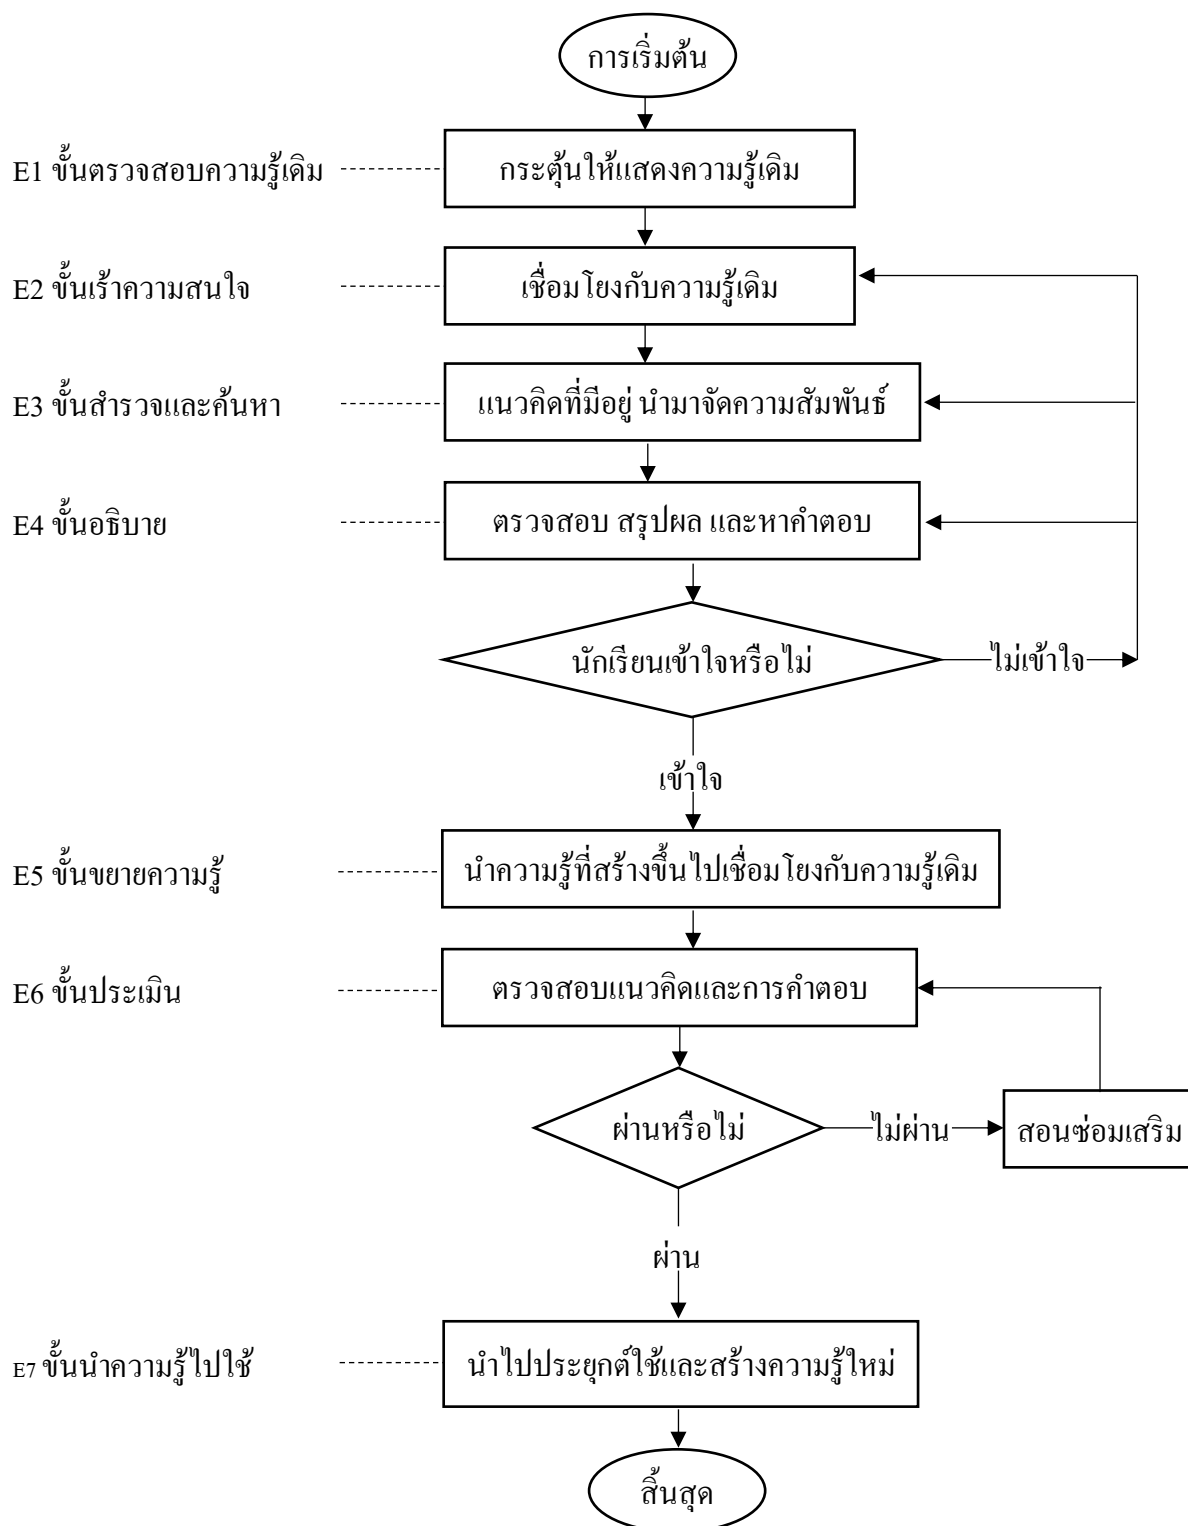 การเริ่มต้น
E1 ขั้นตรวจสอบความรู้เดิม
กระตุ้นให้แสดงความรู้เดิม
E2 ขั้นเร้าความสนใจ
เชื่อมโยงกับความรู้เดิม
E3 ขั้นสำรวจและค้นหา
แนวคิดที่มีอยู่ นำมาจัดความสัมพันธ์
E4 ขั้นอธิบาย
ตรวจสอบ สรุปผล และหาคำตอบ
นักเรียนเข้าใจหรือไม่
ไม่เข้าใจ
เข้าใจ
E5 ขั้นขยายความรู้
นำความรู้ที่สร้างขึ้นไปเชื่อมโยงกับความรู้เดิม
E6 ขั้นประเมิน
ตรวจสอบแนวคิดและการคำตอบ
ผ่านหรือไม่
ไม่ผ่าน
สอนซ่อมเสริม
ผ่าน
E7 ขั้นนำความรู้ไปใช้
นำไปประยุกต์ใช้และสร้างความรู้ใหม่
สิ้นสุด